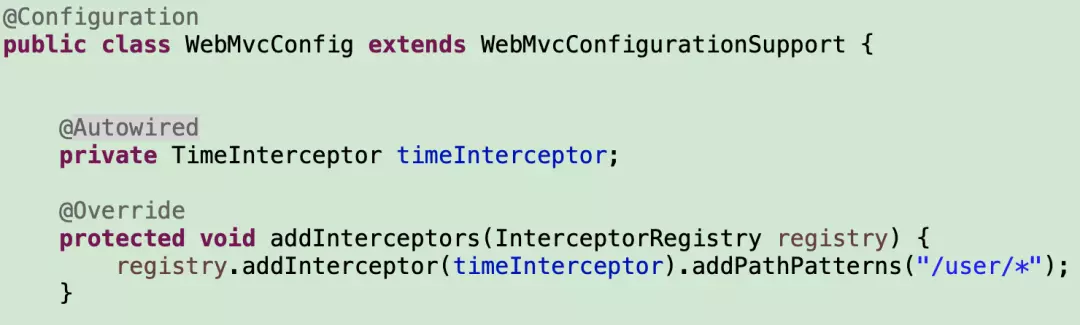 @Configuration
public class WebMvcConfig extends WebMvcConfigurationSupport {
@Autowired
private TimeInterceptor timeInterceptor;
@Override
protected void addInterceptors(InterceptorRegistry registry) {
registry.addInterceptor(timeInterceptor).addPathPatterns("/user/*");
}